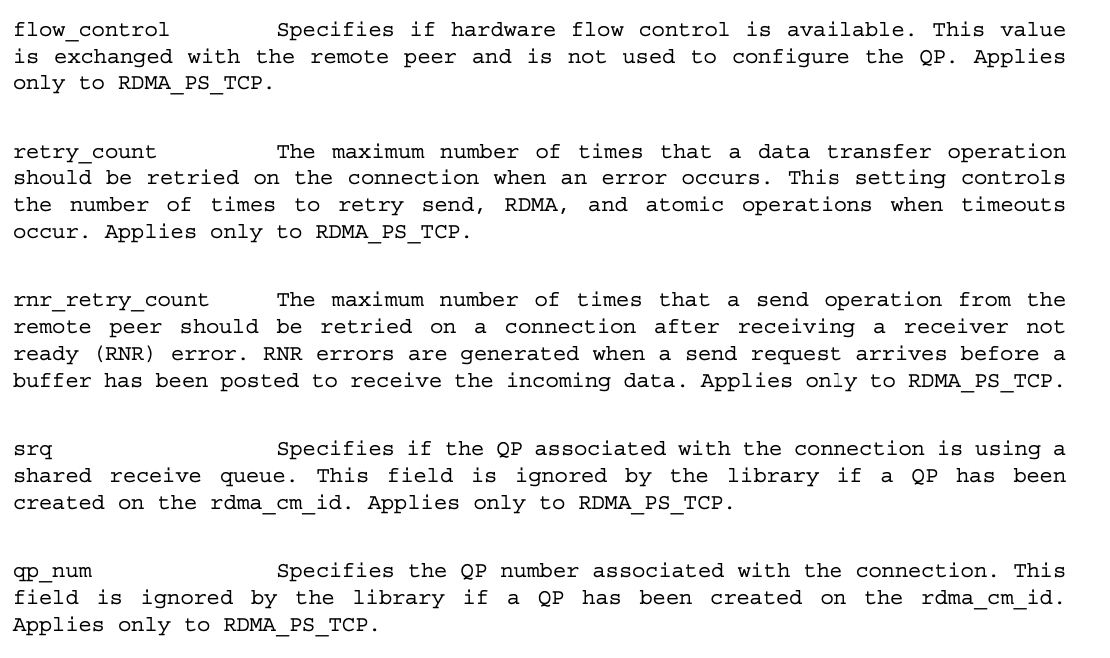 flow_control Specifies if hardware flow control is available. This value
is exchanged with the remote peer and is not used to configure the QP. Applies
only to RDMA_PS_TCP.
retry_count The maximum number of times that a data transfer operation
should be retried on the connection when an error occurs. This setting controls
the number of times to retry send, RDMA, and atomic operations when timeouts
occur. Applies only to RDMA_PS_TCP.
rnr_retry_count The maximum number of times that a send operation from the
remote peer should be retried on a connection after receiving a receiver not
ready (RNR) error. RNR errors are generated when a send request arrives before a
buffer has been posted to receive the incoming data. Applies only to RDMA_PS_TCP.
srq Specifies if the QP associated with the connection is using a
shared receive queue. This field is ignored by the library if a QP has been
created on the rdma_cm_id. Applies only to RDMA_PS_TCP.
qp_num Specifies the QP number associated with the connection. This
field is ignored by the library if a QP has been created on the rdma_cm_id.
Applies only to RDMA_PS_TCP.